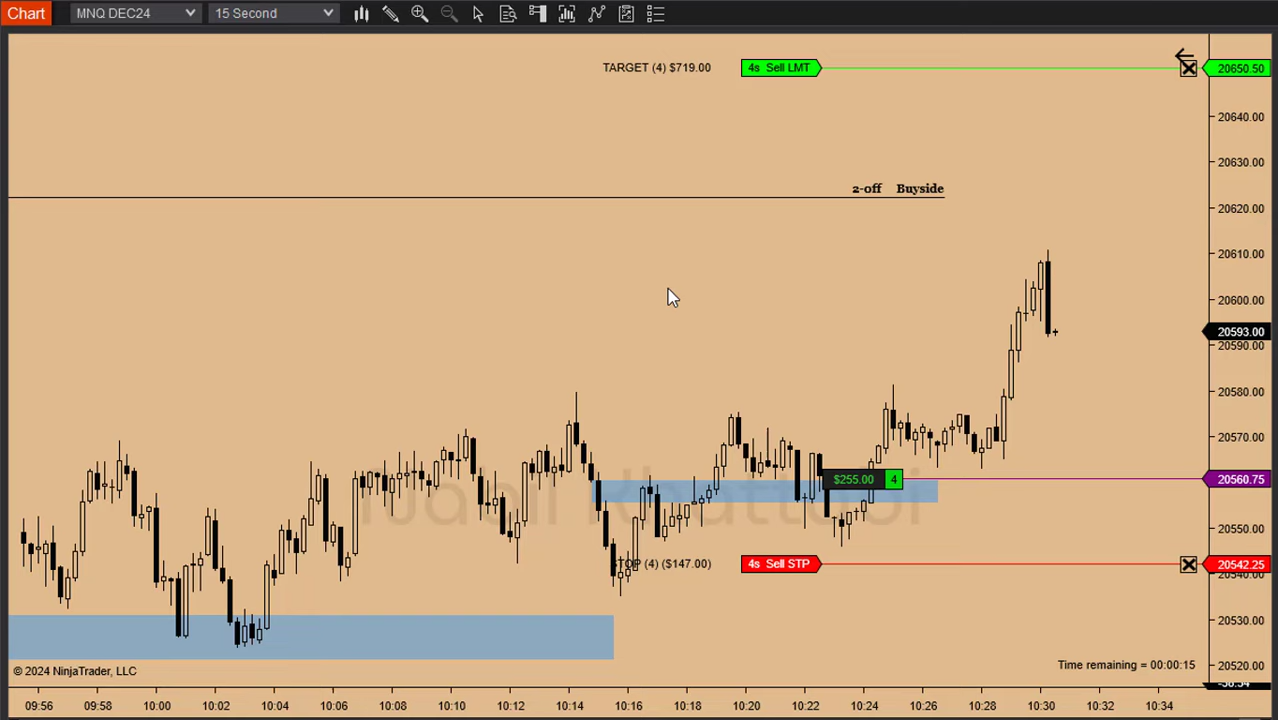 Chart MNQ DEC24 15 Second
TARGET (4) $719.00 4s Sell LMT 20650.50
20640.00
20630.00
2-off Buyside
20620.00
20610.00
20600.00
20593.00
20590.00
20580.00
20570.00
$255.00 4 20560.75
20550.00
STOP (4) ($147.00) 4s Sell STP 20542.25
20540.00
20530.00
20520.00
© 2024 NinjaTrader, LLC
Time remaining = 00:00:15
09:56 09:58 10:00 10:02 10:04 10:06 10:08 10:10 10:12 10:14 10:16 10:18 10:20 10:22 10:24 10:26 10:28 10:30 10:32 10:34